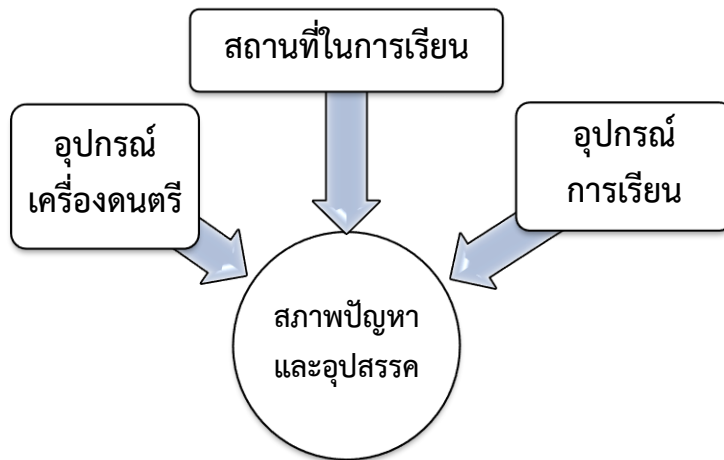 สถานที่ในการเรียน
อุปกรณ์
เครื่องดนตรี
อุปกรณ์
การเรียน
สภาพปัญหา
และอุปสรรค